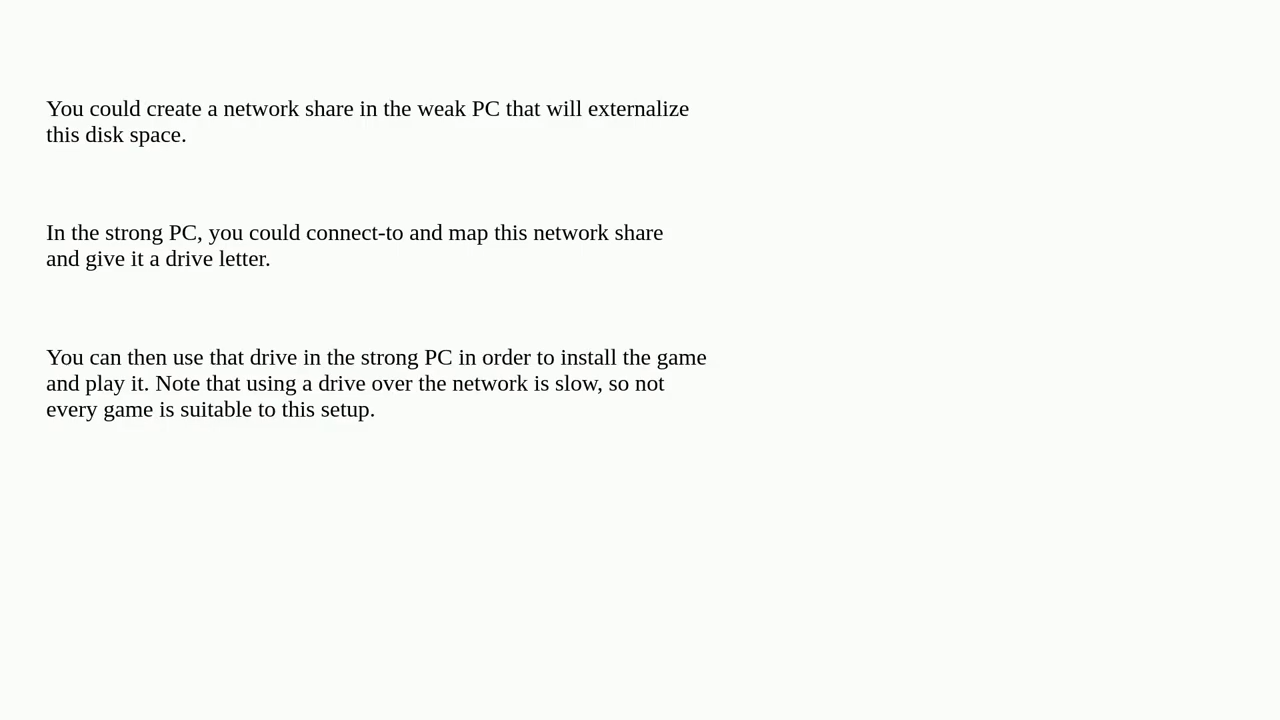 You could create a network share in the weak PC that will externalize
this disk space.
In the strong PC, you could connect-to and map this network share
and give it a drive letter.
You can then use that drive in the strong PC in order to install the game
and play it. Note that using a drive over the network is slow, so not
every game is suitable to this setup.